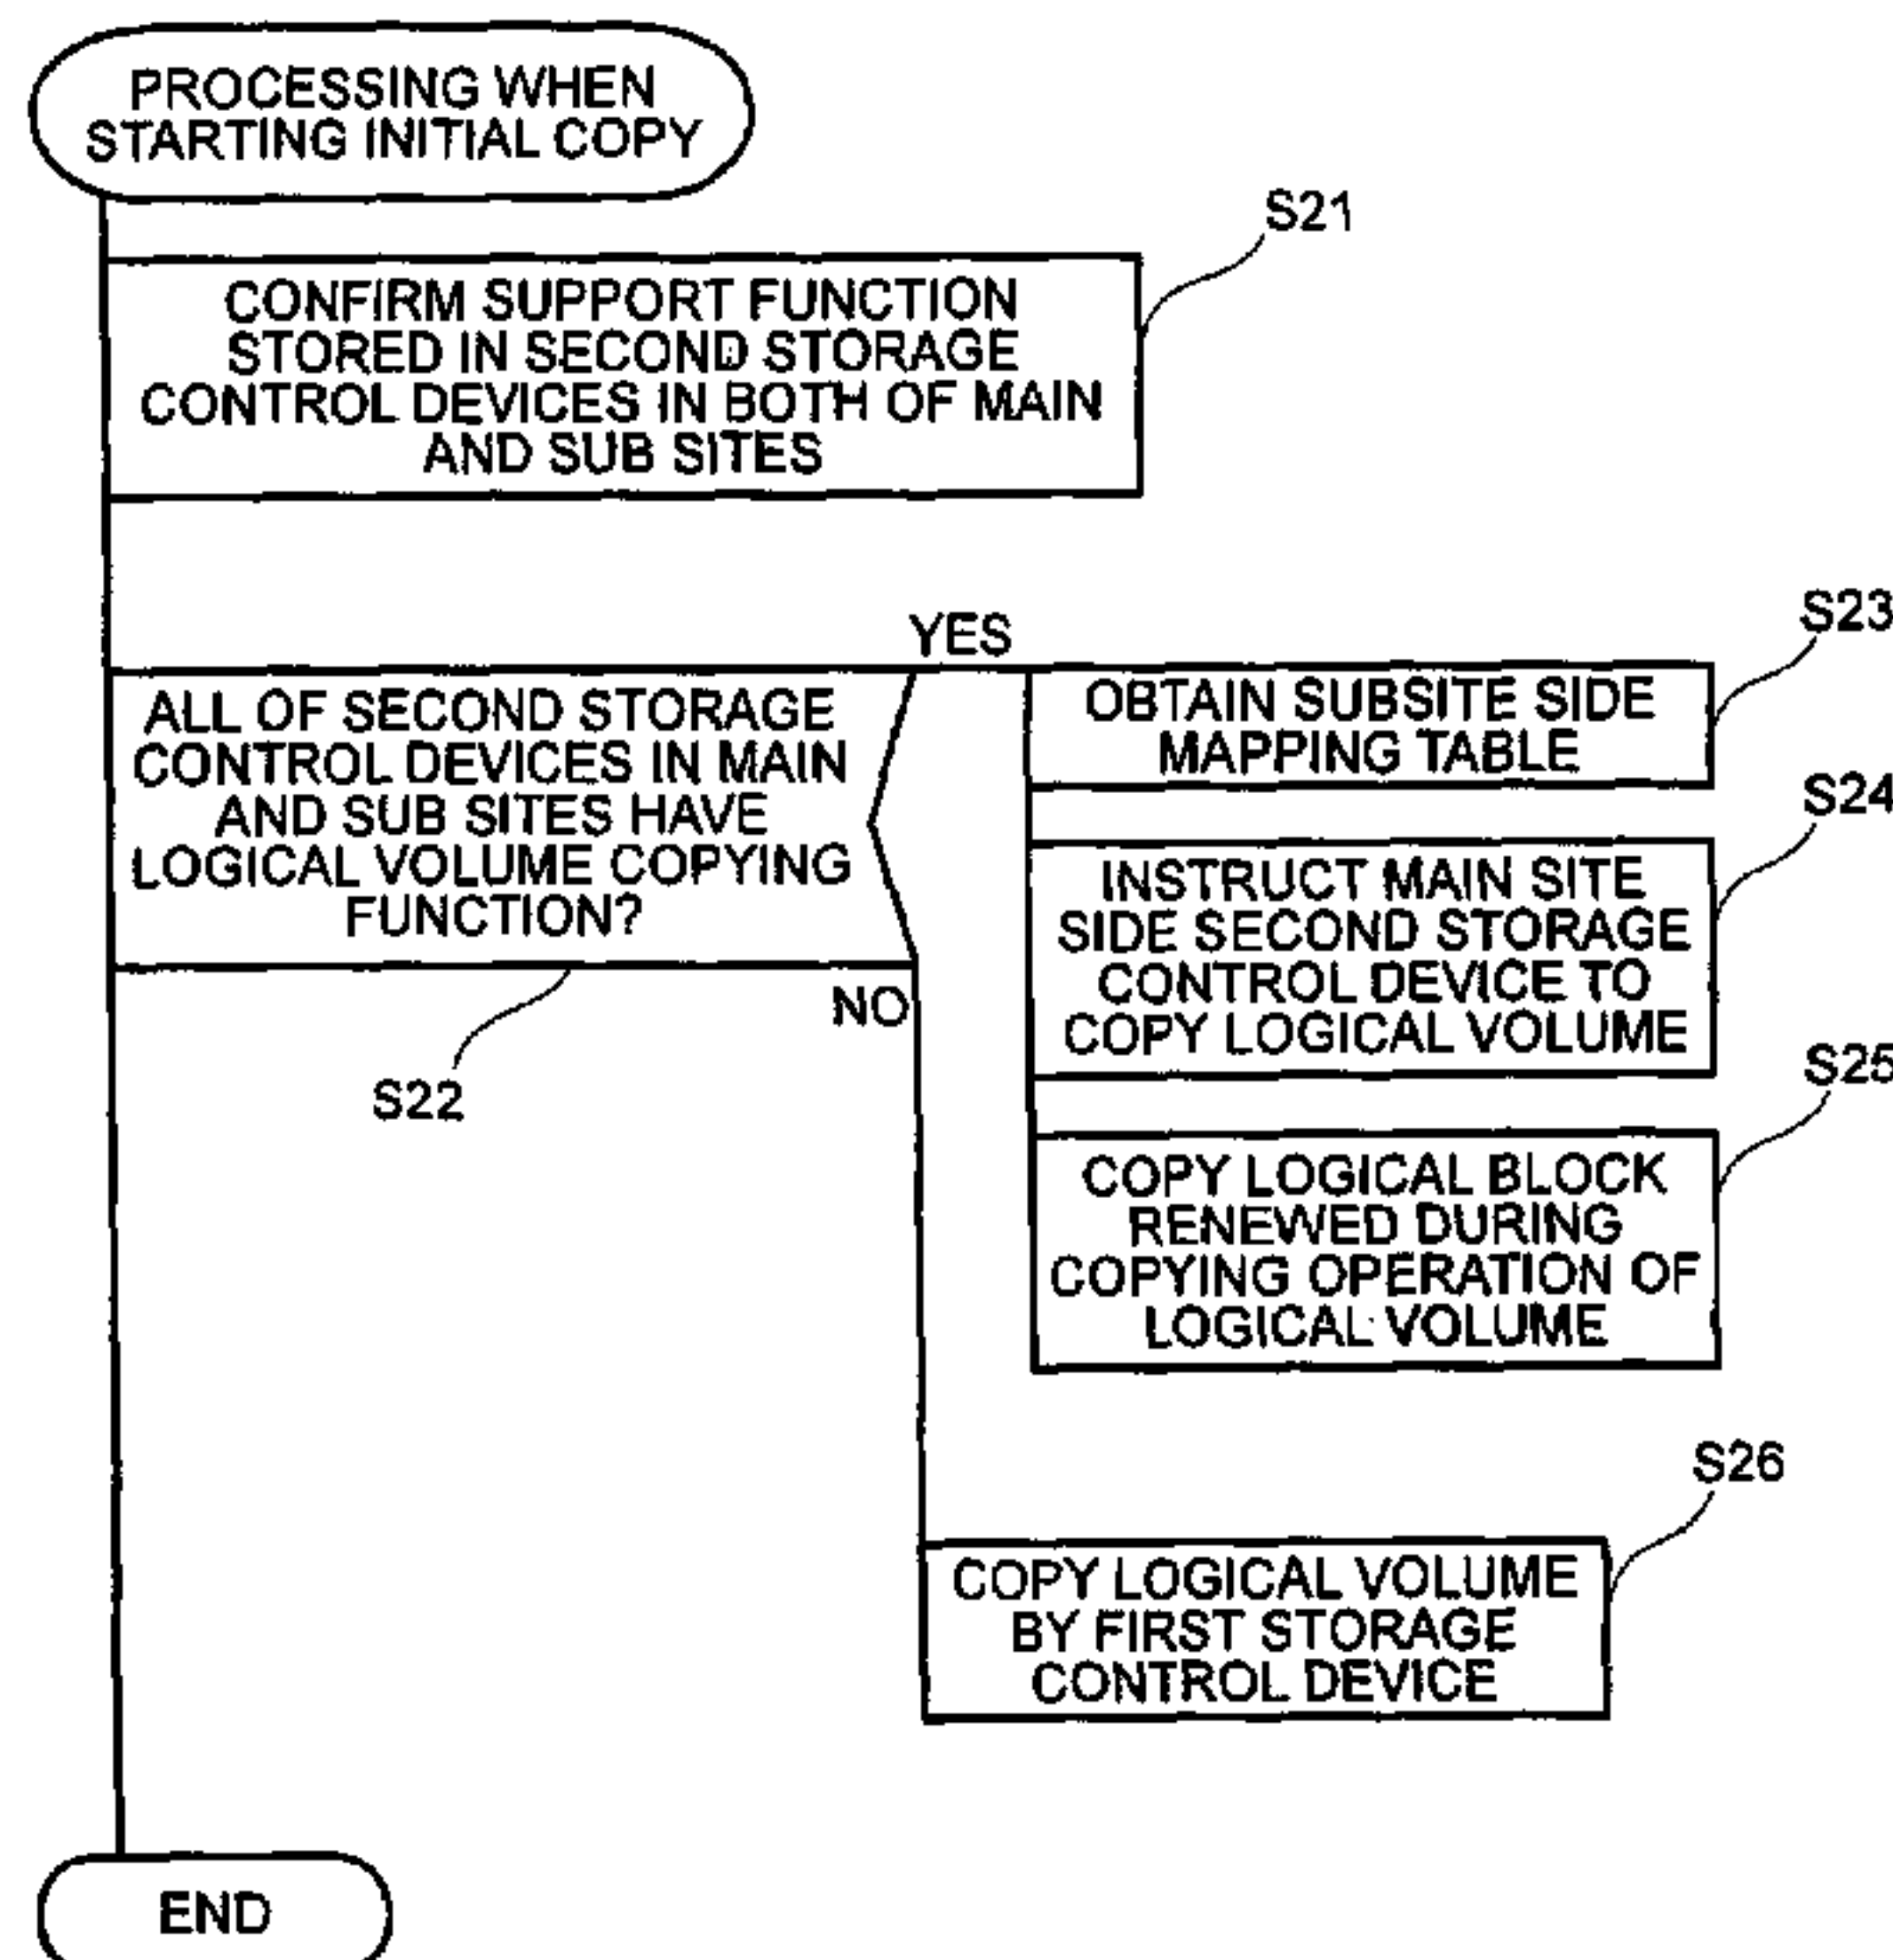 PROCESSING WHEN
STARTING INITIAL COPY
S21
CONFIRM SUPPORT FUNCTION
STORED IN SECOND STORAGE
CONTROL DEVICES IN BOTH OF MAIN
AND SUB SITES
YES
S23
ALL OF SECOND STORAGE
CONTROL DEVICES IN MAIN
AND SUB SITES HAVE
LOGICAL VOLUME COPYING
FUNCTION?
NO
S22
OBTAIN SUBSITE SIDE
MAPPING TABLE
S24
INSTRUCT MAIN SITE
SIDE SECOND STORAGE
CONTROL DEVICE TO
COPY LOGICAL VOLUME
S25
COPY LOGICAL BLOCK
RENEWED DURING
COPYING OPERATION OF
LOGICAL VOLUME
S26
COPY LOGICAL VOLUME
BY FIRST STORAGE
CONTROL DEVICE
END